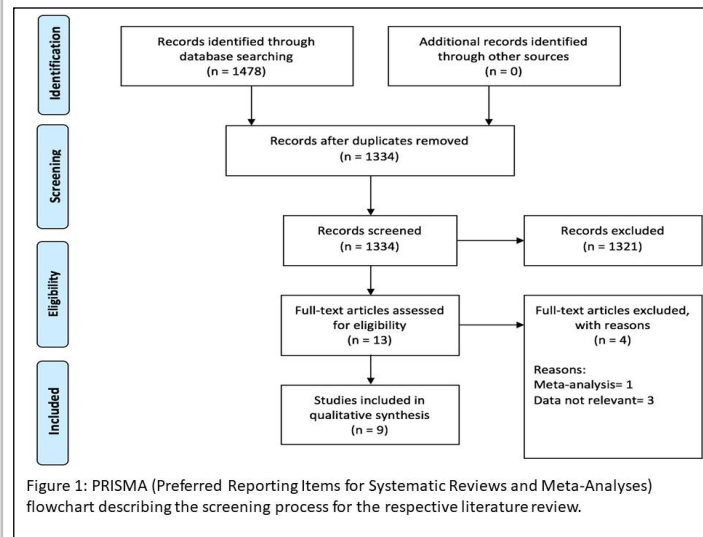 Identification
Records identified through
database searching
(n = 1478)
Additional records identified
through other sources
(n = 0)
Screening
Records after duplicates removed
(n = 1334)
Records screened
(n = 1334)
Records excluded
(n = 1321)
Eligibility
Full-text articles assessed
for eligibility
(n = 13)
Full-text articles excluded,
with reasons
(n = 4)
Reasons:
Meta-analysis= 1
Data not relevant= 3
Included
Studies included in
qualitative synthesis
(n = 9)
Figure 1: PRISMA (Preferred Reporting Items for Systematic Reviews and Meta-Analyses)
flowchart describing the screening process for the respective literature review.